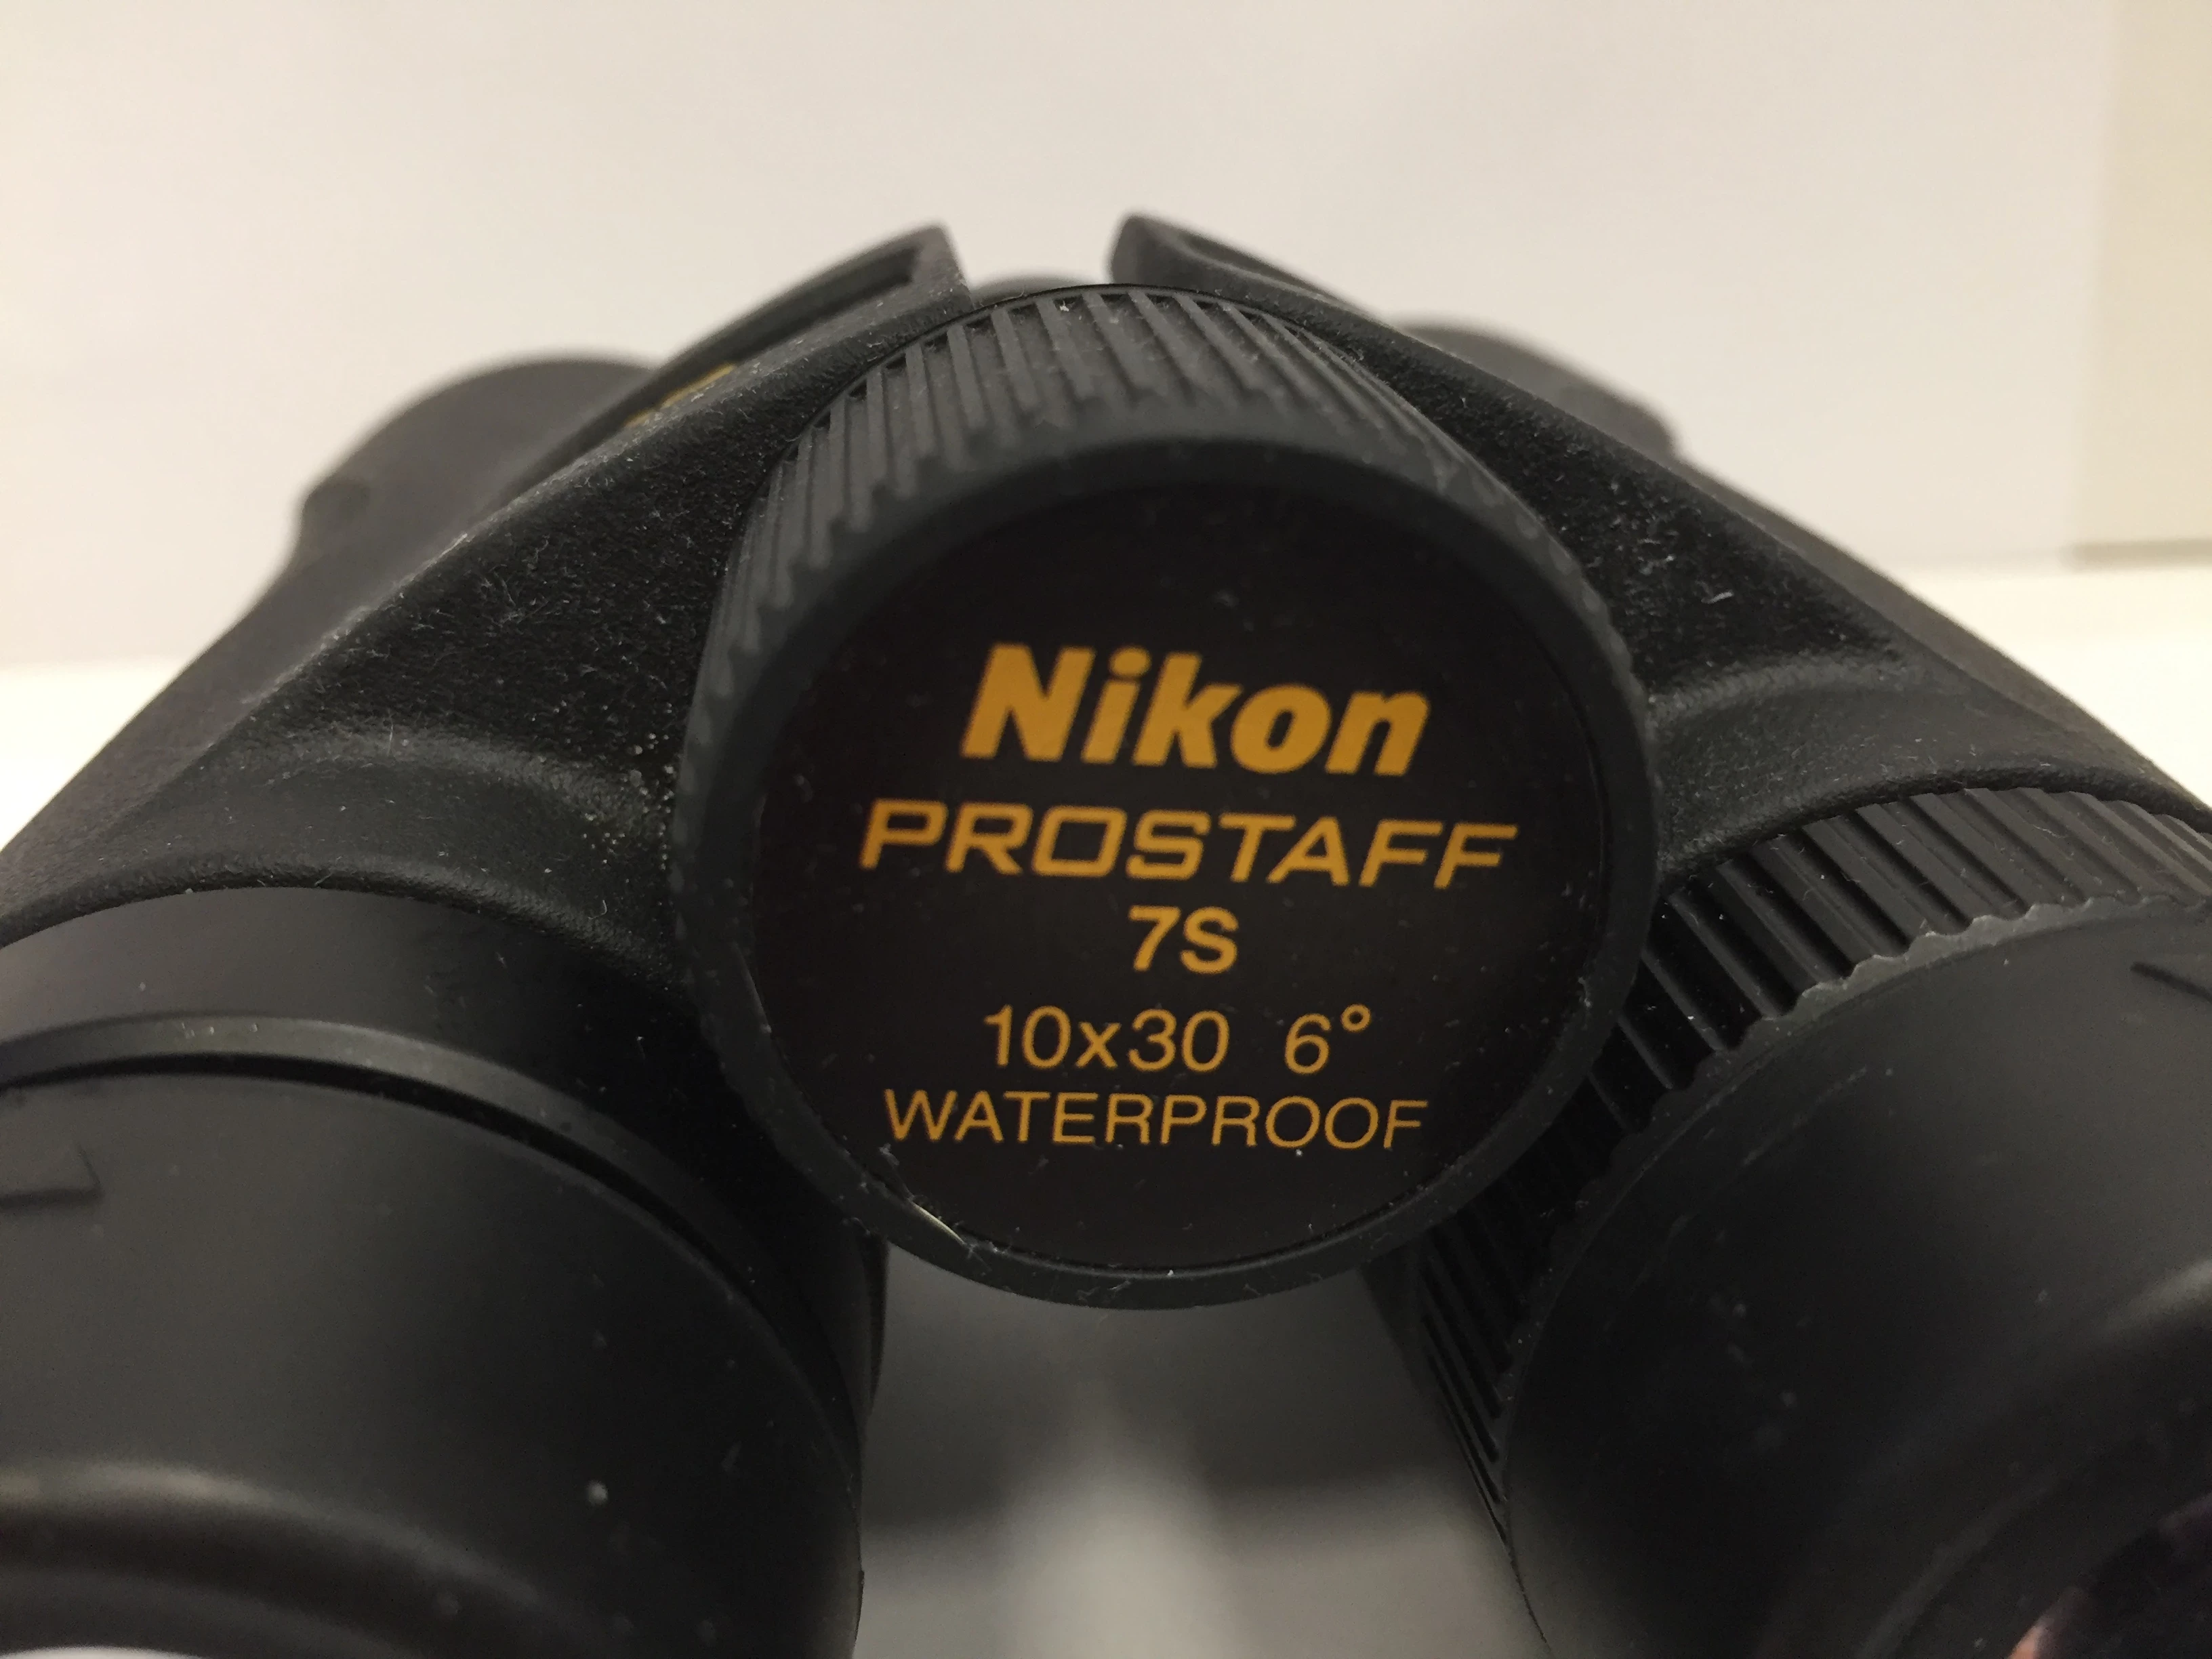 Nikon
PROSTAFF
7S
10x30 6°
WATERPROOF